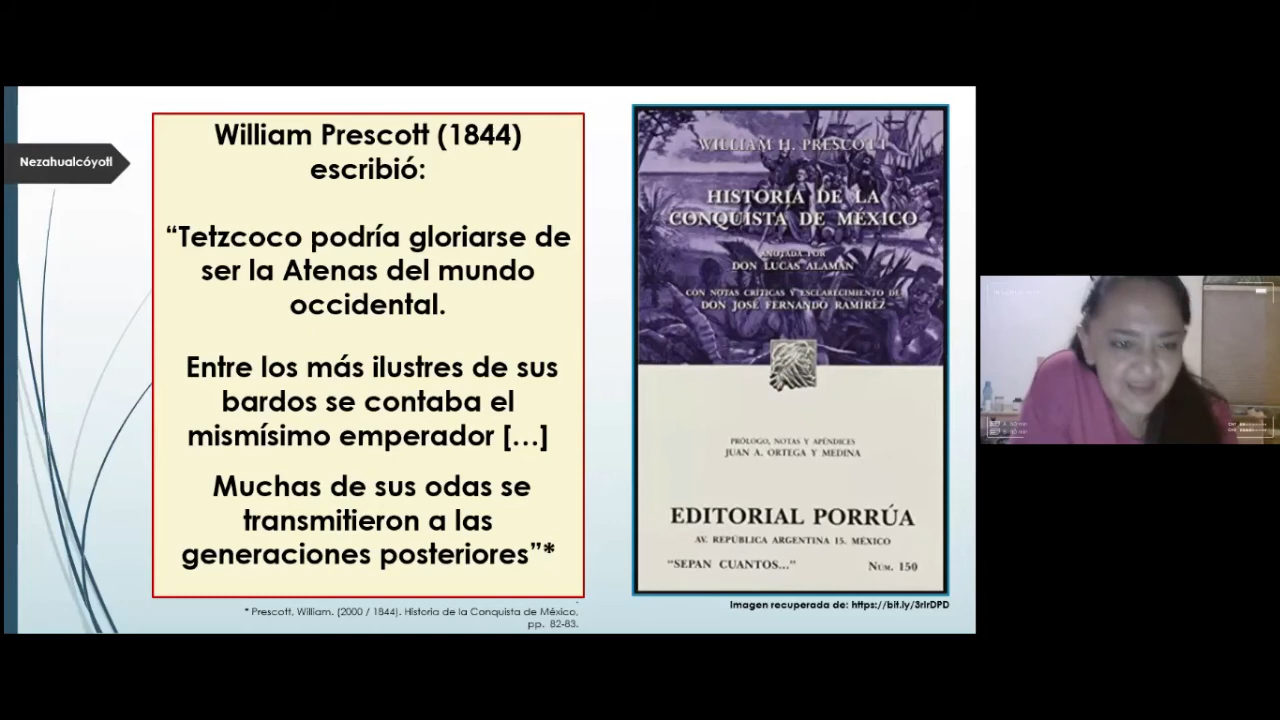 Nezahualcóyotl
William Prescott (1844)
escribió:
“Tetzcoco podría gloriarse de
ser la Atenas del mundo
occidental.
Entre los más ilustres de sus
bardos se contaba el
mismísimo emperador […]
Muchas de sus odas se
transmitieron a las
generaciones posteriores”*
* Prescott, William. (2000 / 1844). Historia de la Conquista de México,
pp. 82-83.
WILLIAM H. PRESCOTT
HISTORIA DE LA
CONQUISTA DE MÉXICO
ANOTADA POR
DON LUCAS ALAMÁN
CON NOTAS CRÍTICAS Y ESCLARECIMIENTO DE
DON JOSÉ FERNANDO RAMÍREZ
PRÓLOGO, NOTAS Y APÉNDICES
JUAN A. ORTEGA Y MEDINA
EDITORIAL PORRÚA
AV. REPÚBLICA ARGENTINA 15. MÉXICO
“SEPAN CUANTOS...” NÚM. 150
Imagen recuperada de: https://bit.ly/3rIrDPD